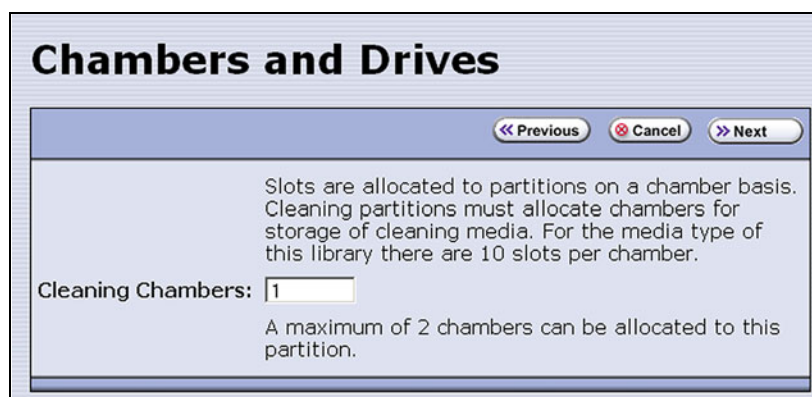 Chambers and Drives
Previous
Cancel
Next
Slots are allocated to partitions on a chamber basis.
Cleaning partitions must allocate chambers for
storage of cleaning media. For the media type of
this library there are 10 slots per chamber.
Cleaning Chambers: 1
A maximum of 2 chambers can be allocated to this
partition.